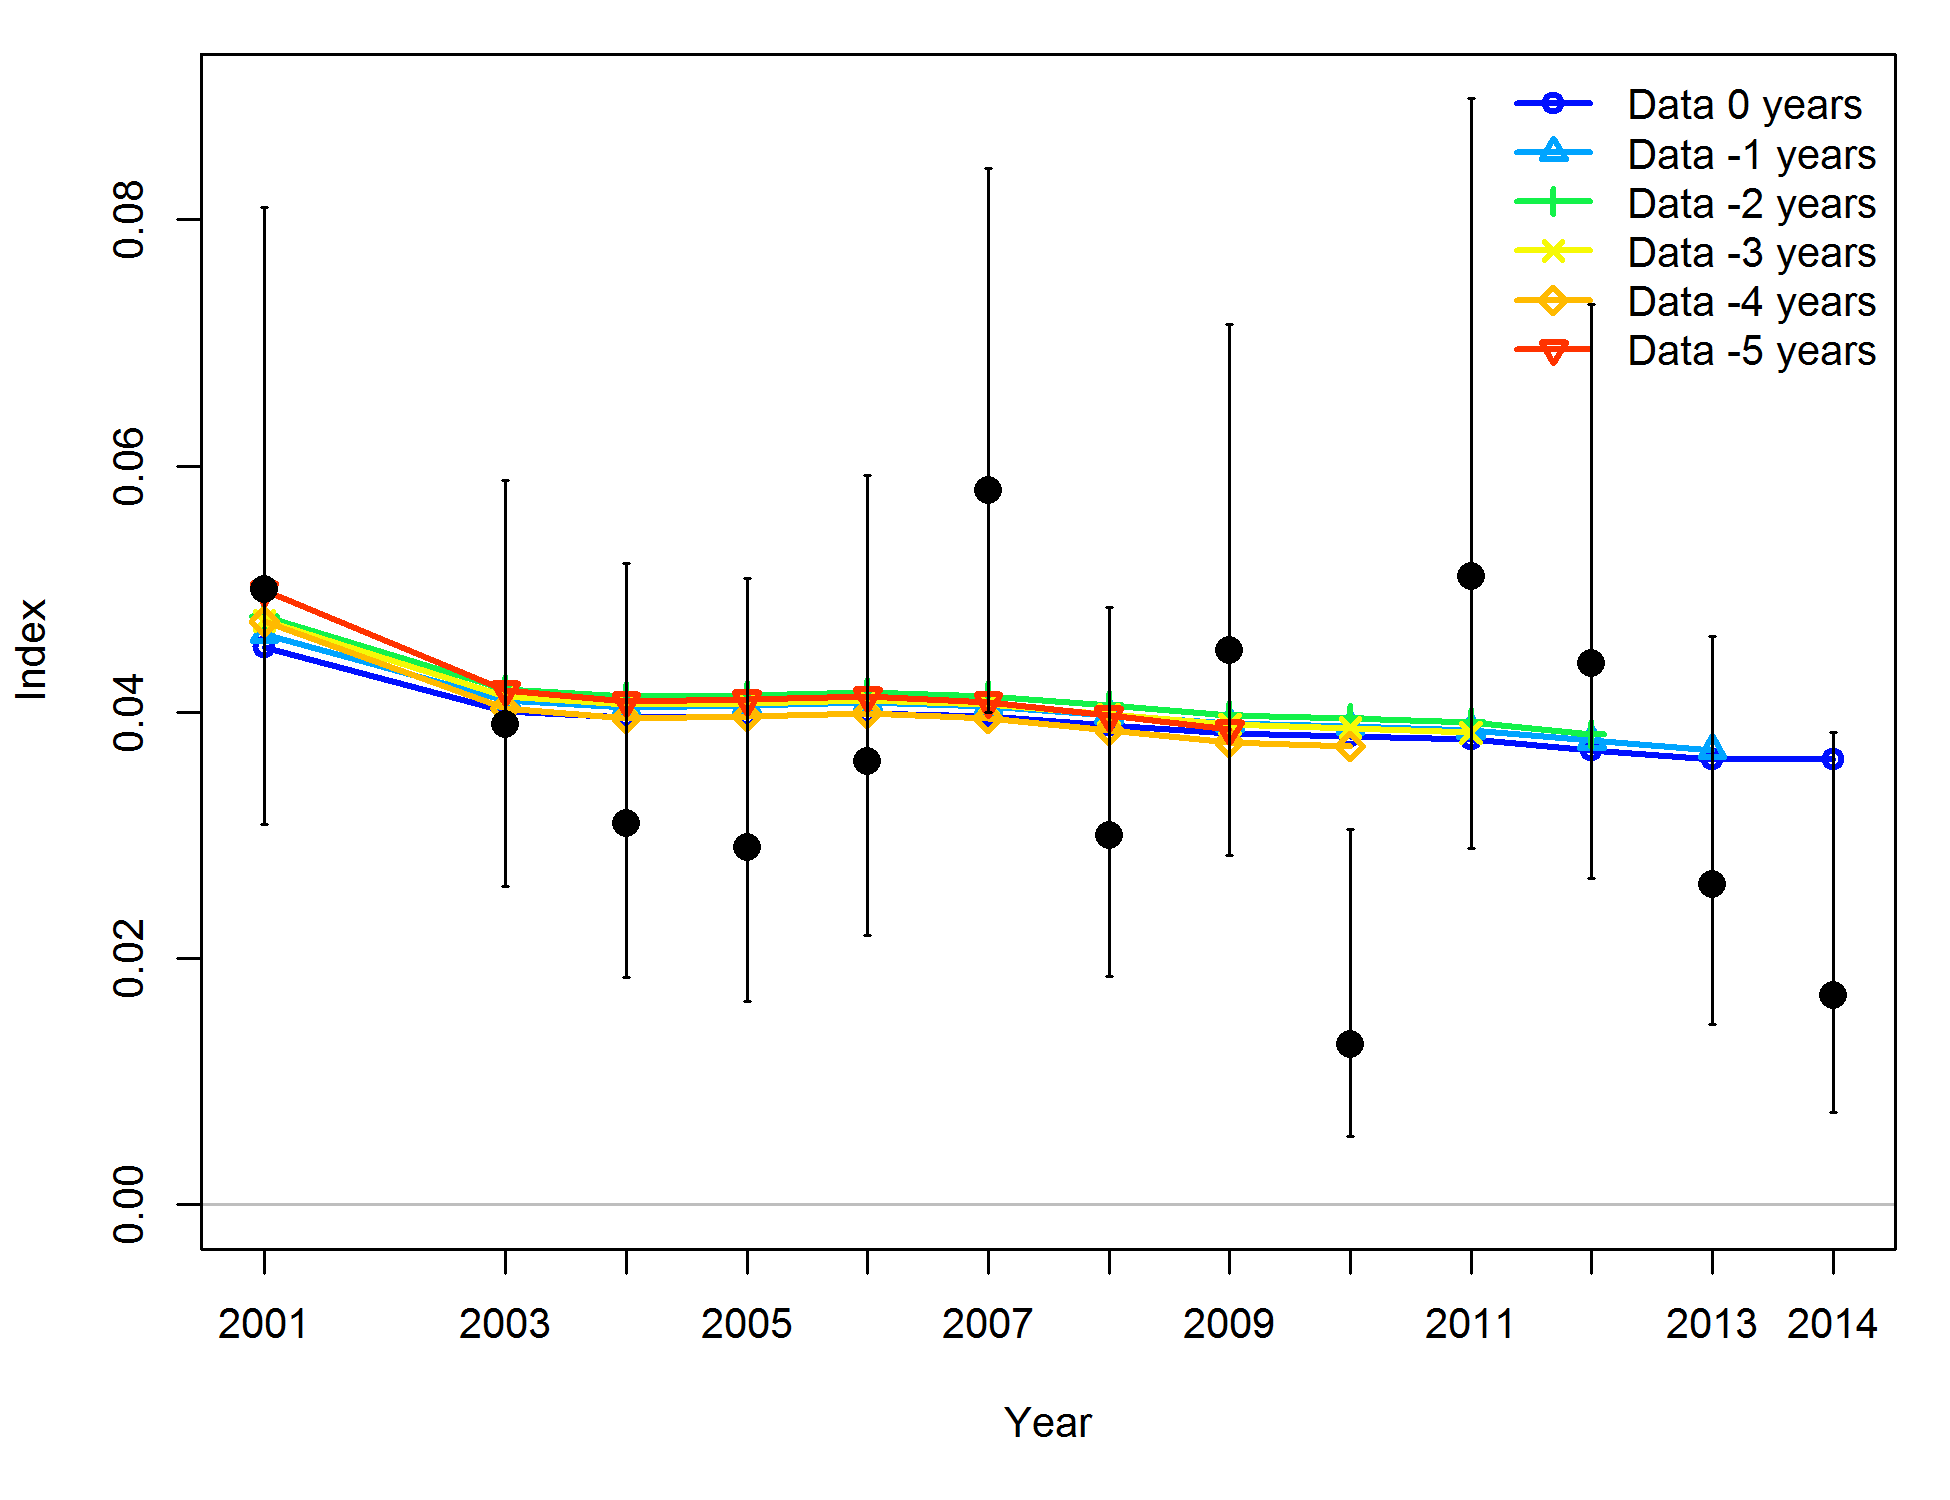 Data 0 years
Data -1 years
Data -2 years
Data -3 years
Data -4 years
Data -5 years
0.08
0.06
0.04
0.02
0.00
Index
2001 2003 2005 2007 2009 2011 2013 2014
Year